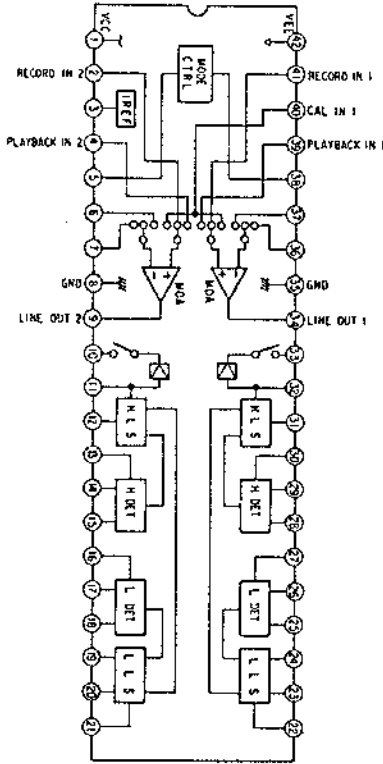 VCC
VEE
1
42
RECORD IN 2
2
41
RECORD IN 1
MODE CTRL
3
IREF
40
CAL IN 1
PLAYBACK IN 2
4
39
PLAYBACK IN 1
5
38
6
37
7
36
GND
8
35
GND
- +
+ -
MOA
MOA
LINE OUT 2
9
34
LINE OUT 1
10
33
11
32
12
H L S
H L S
31
13
30
14
H DET
H DET
29
15
28
16
27
17
L DET
L DET
26
18
25
19
L L S
L L S
24
20
23
21
22